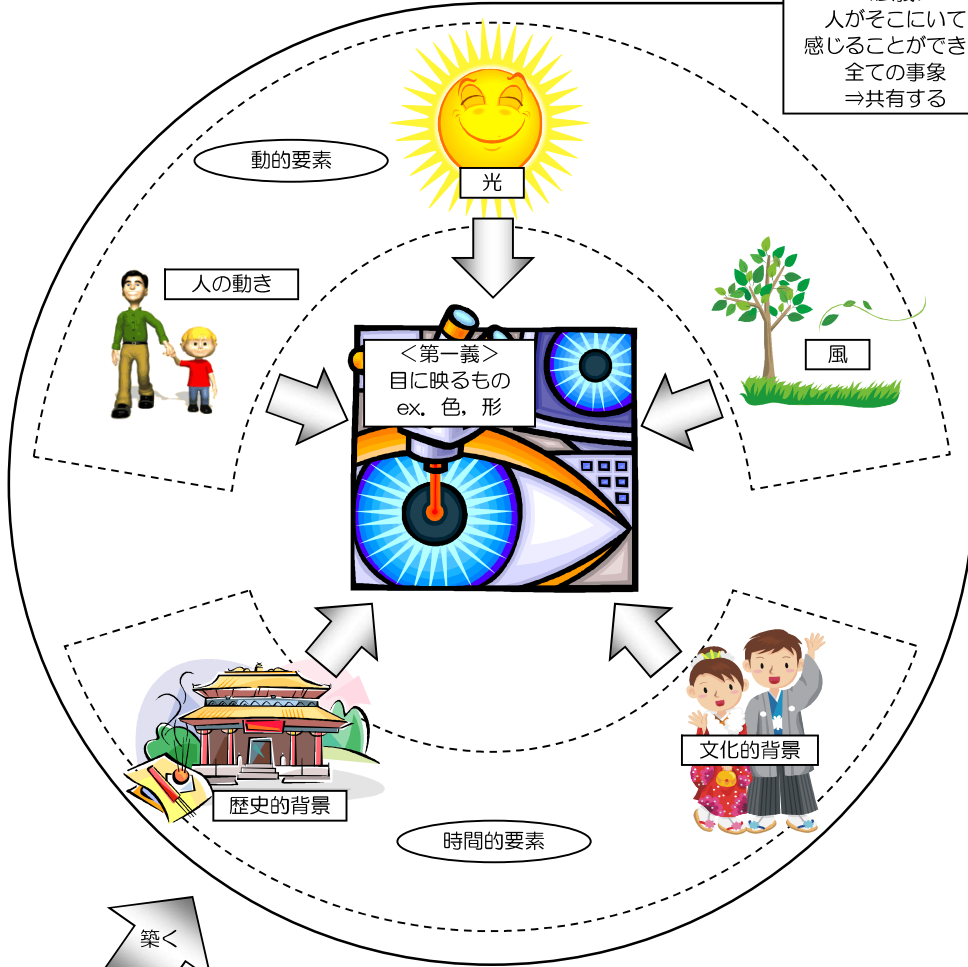 人がそこにいて
感じることができ
全ての事象
⇒共有する
動的要素
光
人の動き
風
＜第一義＞
目に映るもの
ex. 色，形
文化的背景
歴史的背景
時間的要素
築く